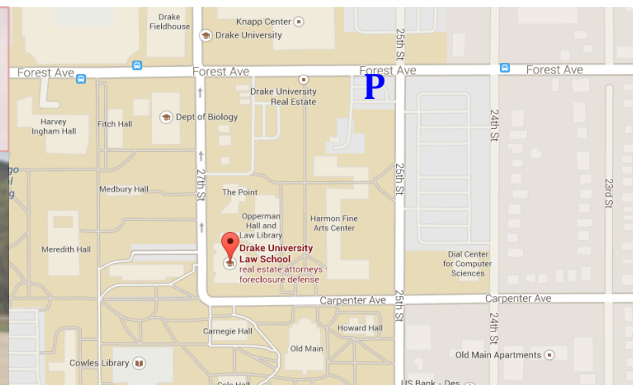 Drake
Fieldhouse
Knapp Center
Drake University
25th St
Forest Ave
Forest Ave
Forest Ave
Forest Ave
P
Drake University
Real Estate
Harvey
Ingham Hall
Fitch Hall
Dept of Biology
24th St
27th St
25th St
23rd St
Medbury Hall
The Point
Opperman
Hall and
Law Library
Harmon Fine
Arts Center
Meredith Hall
Drake University
Law School
real estate attorneys
foreclosure defense
Dial Center
for Computer
Sciences
Carpenter Ave
25th St
Carpenter Ave
24th St
Carnegie Hall
Howard Hall
Old Main
Old Main Apartments
Cowles Library
Cole Hall
US Bank - Des